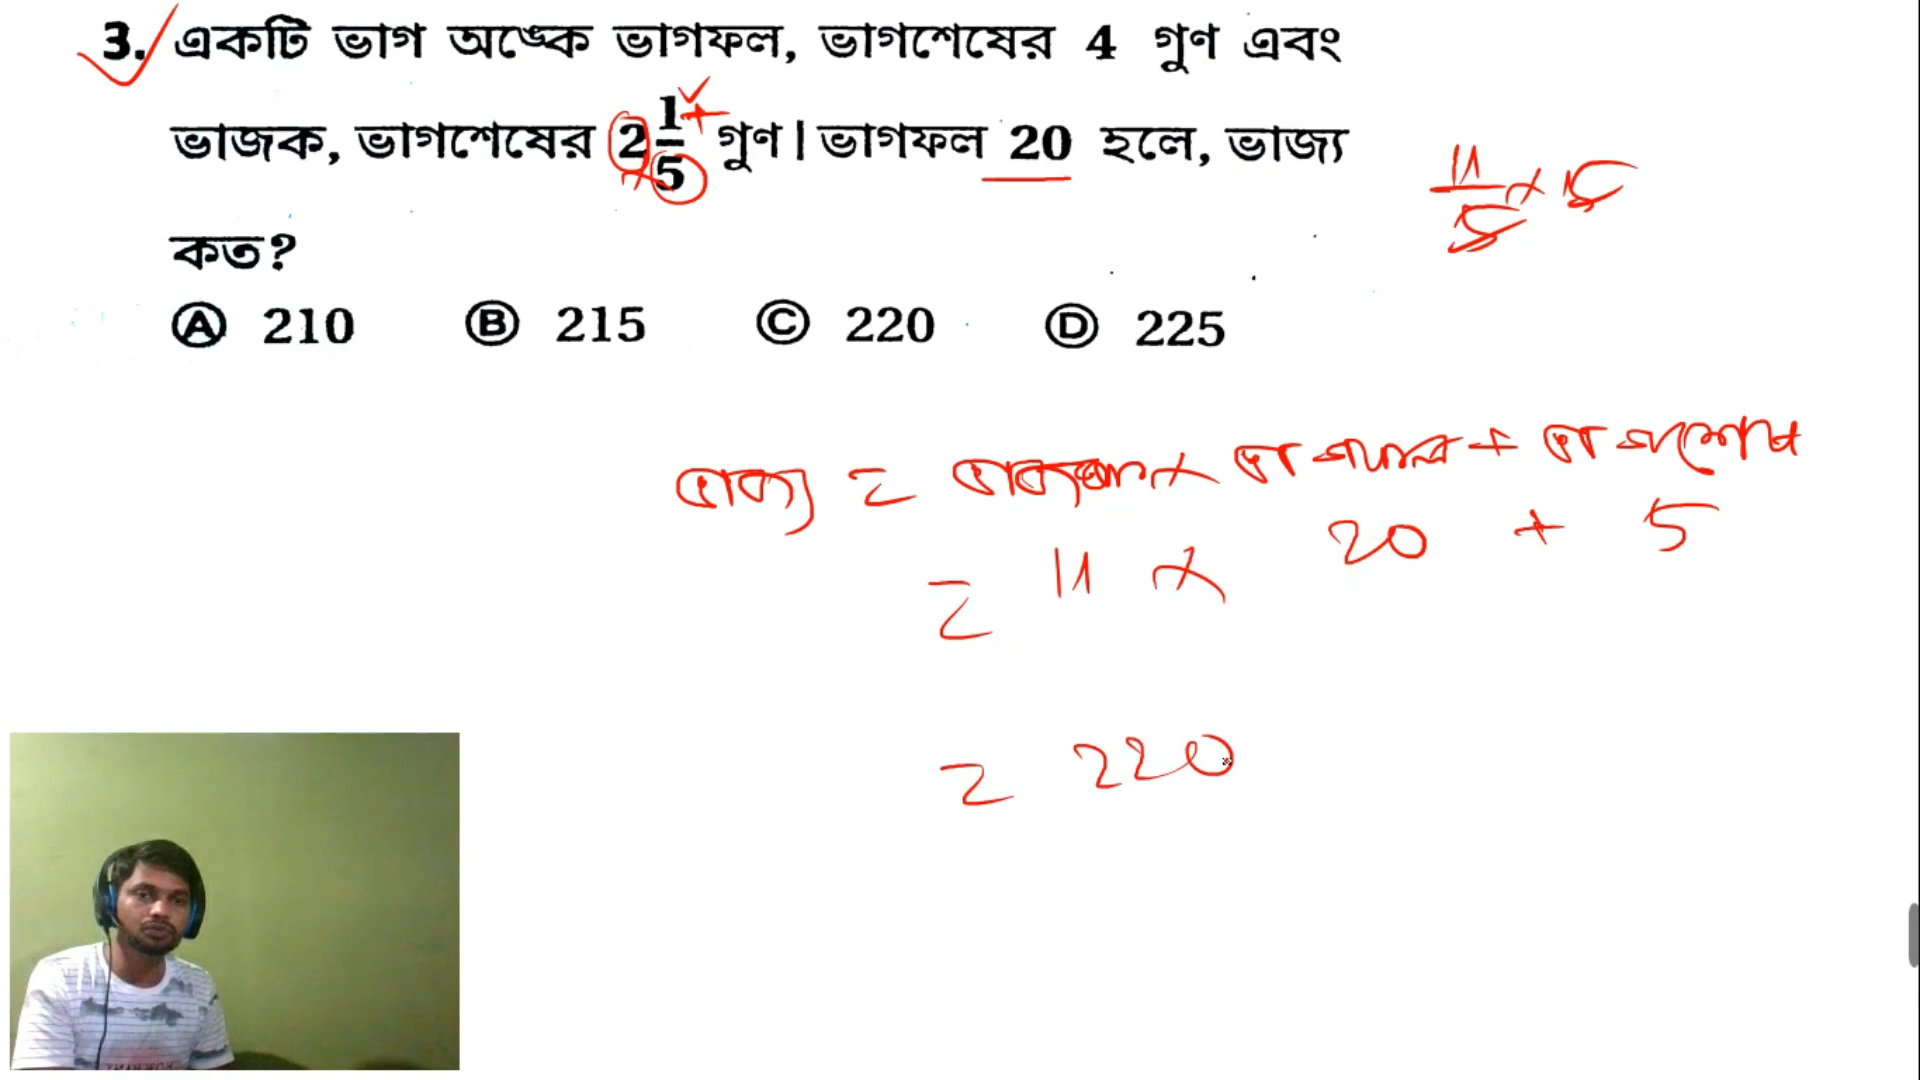 3. একটি ভাগ অঙ্কে ভাগফল, ভাগশেষের 4 গুণ এবং
ভাজক, ভাগশেষের 2 1/5 গুণ। ভাগফল 20 হলে, ভাজ্য
কত?
Ⓐ 210 Ⓑ 215 Ⓒ 220 Ⓓ 225
11/5 × 5
ভাজ্য = ভাজক × ভাগফল + ভাগশেষ
= 11 × 20 + 5
= 220